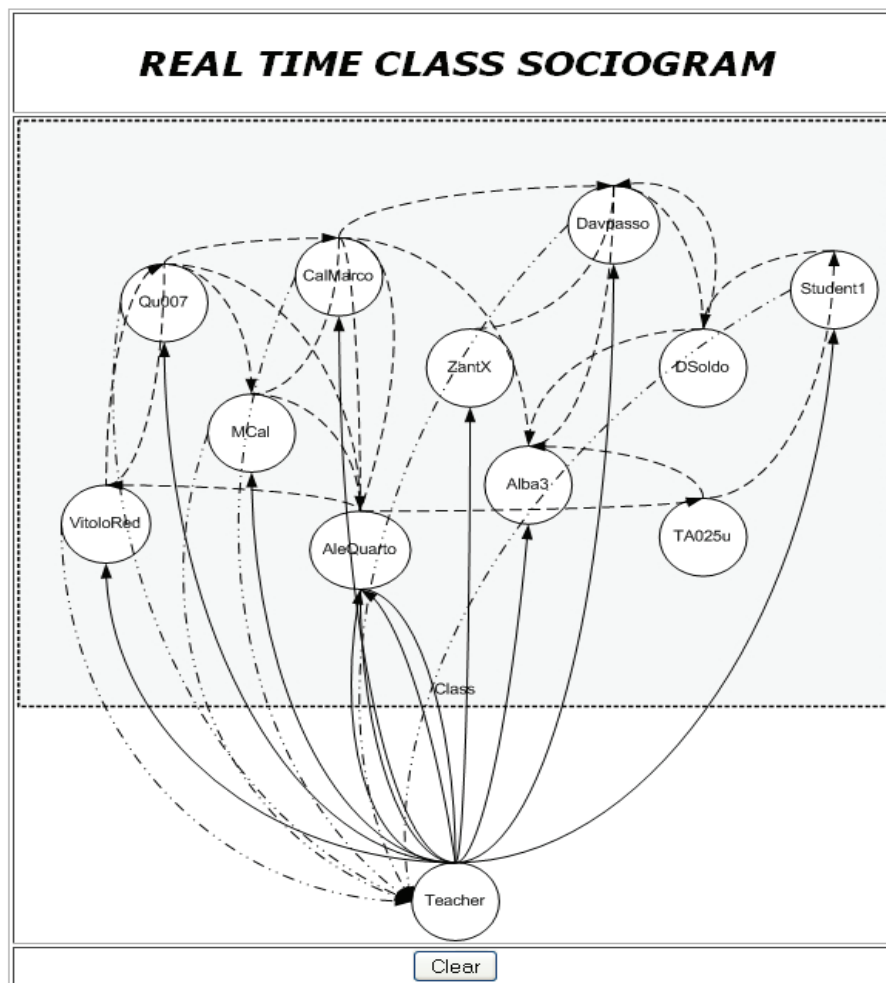 REAL TIME CLASS SOCIOGRAM
Davpasso
CalMarco
Student1
Qu007
ZantX
DSoldo
MCal
Alba3
VitoloRed
AleQuarto
TA025u
Class
Teacher
Clear